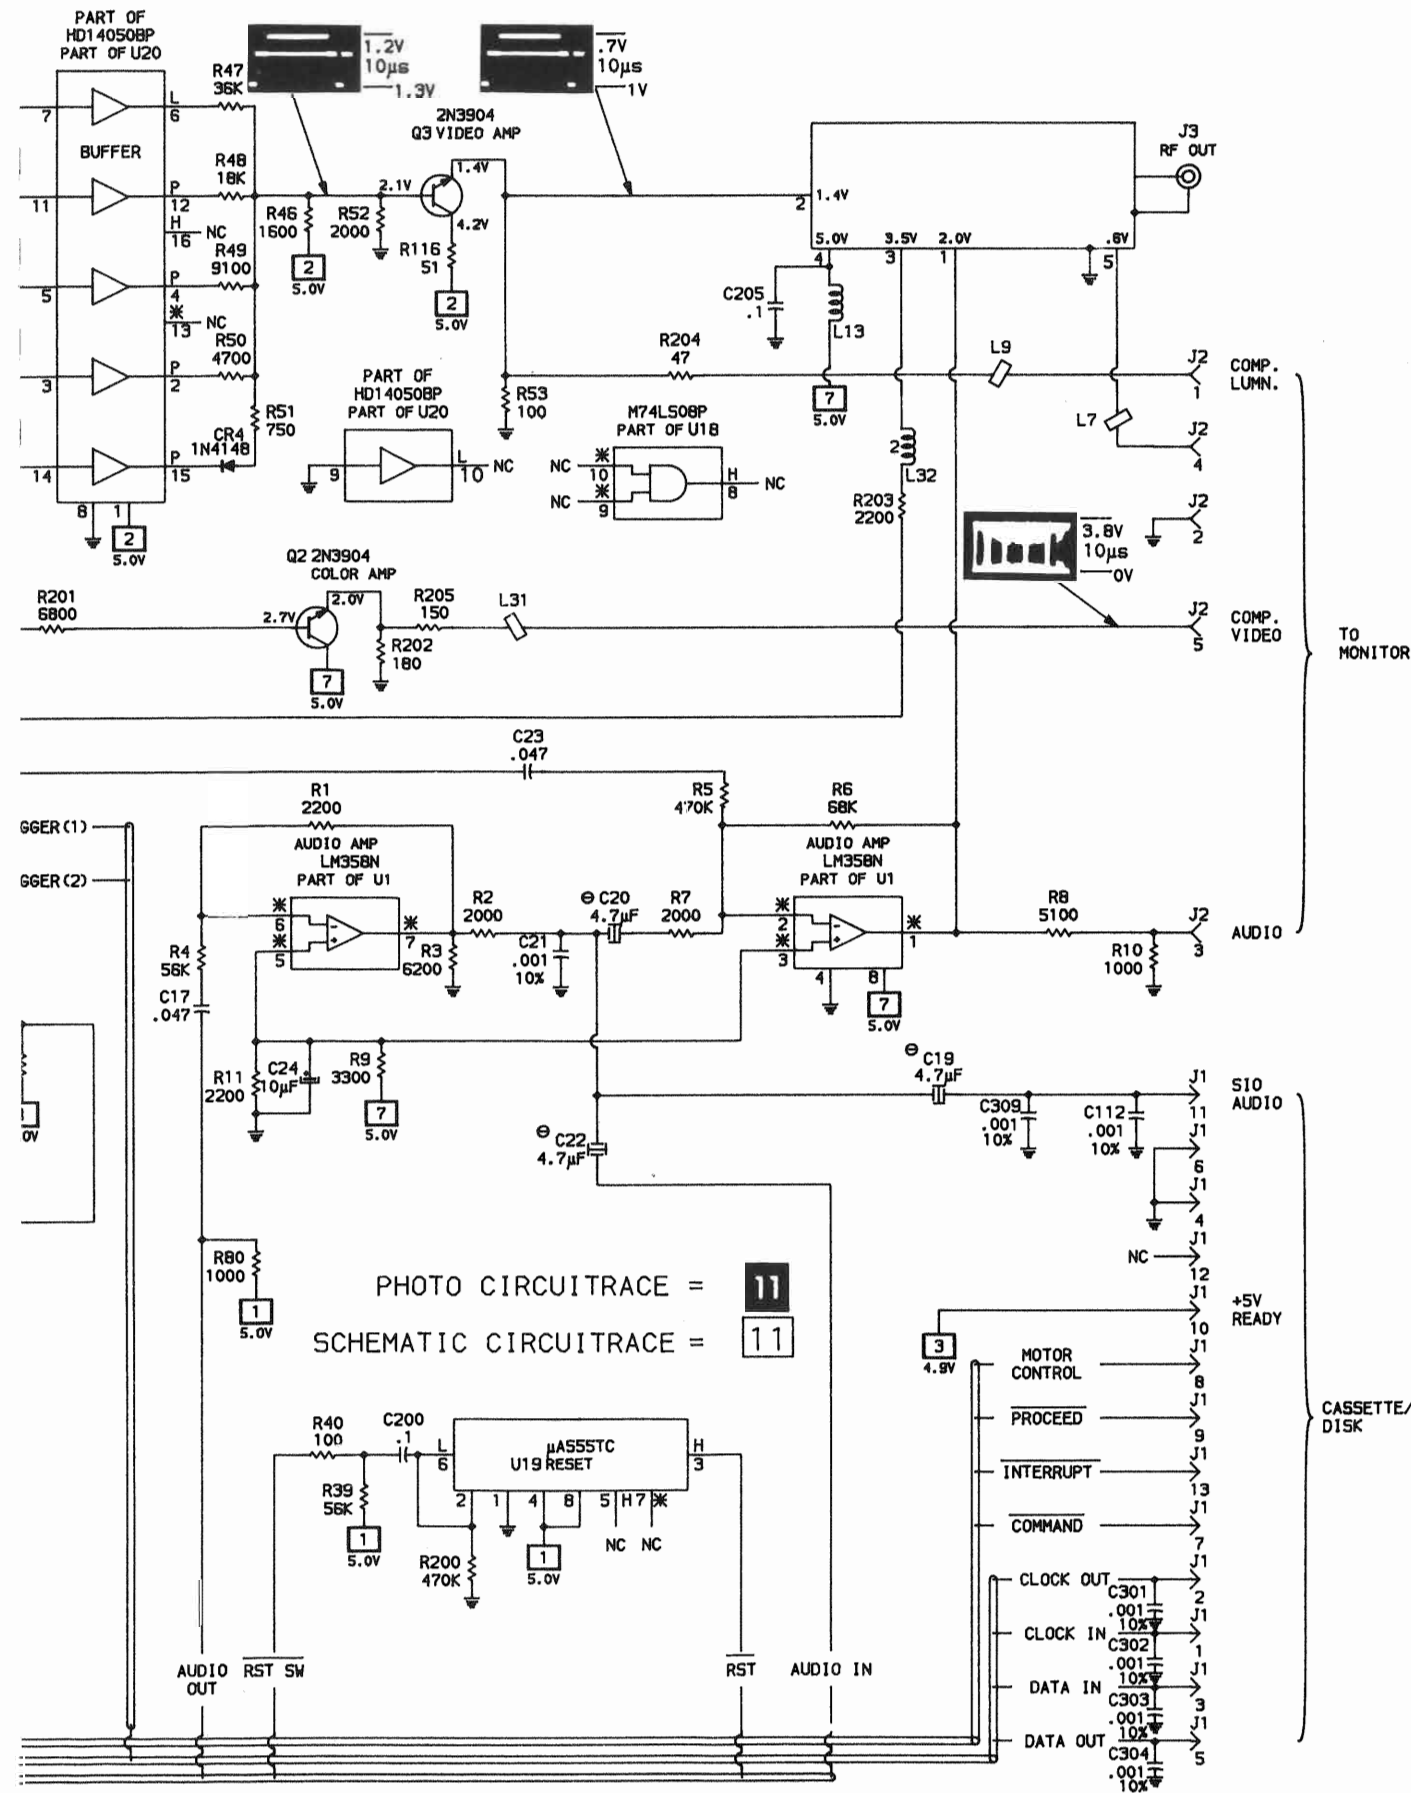 PART OF
HD14050BP
PART OF U20
7
L
6
R47
36K
BUFFER
11
P
12
R48
18K
H
16
NC
R49
9100
5
P
4
*
13
NC
R50
4700
3
P
2
R51
750
CR4
1N4148
14
P
15
8
1
2
5.0V
1.2V
10µs
1.3V
.7V
10µs
1V
2N3904
Q3 VIDEO AMP
2.1V
1.4V
4.2V
R46
1600
2
5.0V
R52
2000
R116
51
2
5.0V
2
1.4V
J3
RF OUT
5.0V
4
3.5V
3
2.0V
1
.6V
5
C205
.1
L13
7
5.0V
R204
47
L9
J2
1
COMP.
LUMN.
R53
100
PART OF
HD14050BP
PART OF U20
9
L
10
NC
M74LS08P
PART OF U18
NC
*
10
NC
*
9
H
8
NC
2
L32
L7
J2
4
R203
2200
J2
2
3.8V
10µs
0V
Q2 2N3904
COLOR AMP
R201
6800
2.7V
2.0V
R205
150
L31
R202
180
7
5.0V
J2
5
COMP.
VIDEO
TO
MONITOR
C23
.047
R1
2200
R5
470K
R6
68K
GGER(1)
GGER(2)
AUDIO AMP
LM358N
PART OF U1
*
6
*
5
*
7
R2
2000
R3
6200
C21
.001
10%
⊖ C20
4.7µF
R7
2000
AUDIO AMP
LM358N
PART OF U1
*
2
*
3
*
1
4
8
7
5.0V
R8
5100
R10
1000
J2
3
AUDIO
R4
56K
C17
.047
R11
2200
C24
10µF
R9
3300
7
5.0V
0V
⊖ C22
4.7µF
⊖ C19
4.7µF
C309
.001
10%
C112
.001
10%
J1
11
SIO
AUDIO
J1
6
J1
4
NC
J1
12
R80
1000
1
5.0V
PHOTO CIRCUITRACE = 11
SCHEMATIC CIRCUITRACE = 11
3
4.9V
J1
10
+5V
READY
MOTOR
CONTROL
J1
8
PROCEED
J1
9
INTERRUPT
J1
13
COMMAND
J1
7
CASSETTE/
DISK
R40
100
C200
.1
L
6
µA555TC
U19 RESET
H
3
R39
56K
1
5.0V
2
1
4
8
5
H
7
*
NC
NC
R200
470K
1
5.0V
CLOCK OUT
C301
.001
10%
J1
2
CLOCK IN
C302
.001
10%
J1
1
DATA IN
C303
.001
10%
J1
3
DATA OUT
C304
.001
10%
J1
5
AUDIO
OUT
RST SW
RST
AUDIO IN